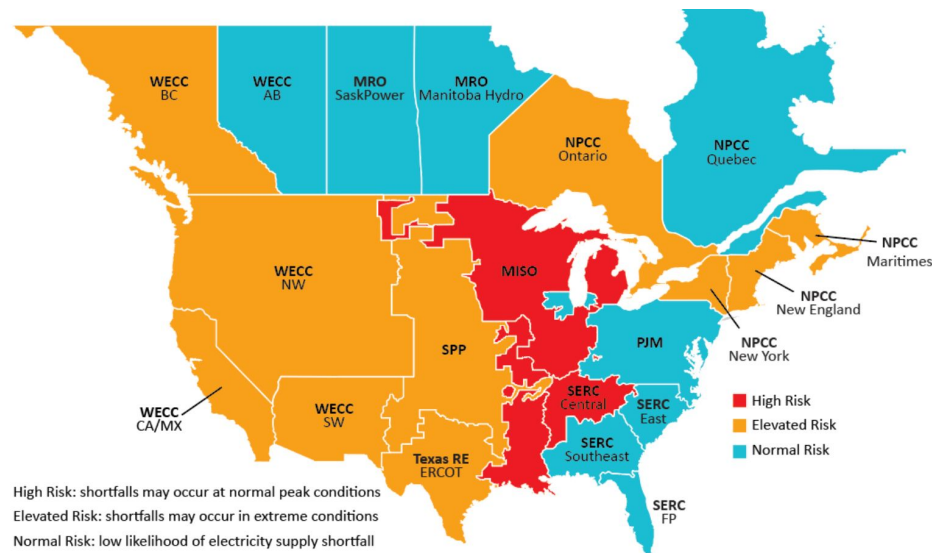 WECC
BC
WECC
AB
MRO
SaskPower
MRO
Manitoba Hydro
NPCC
Ontario
NPCC
Quebec
NPCC
Maritimes
WECC
NW
MISO
NPCC
New England
SPP
PJM
NPCC
New York
WECC
CA/MX
WECC
SW
SERC
Central
SERC
East
High Risk
Elevated Risk
Normal Risk
SERC
Southeast
Texas RE
ERCOT
SERC
FP
High Risk: shortfalls may occur at normal peak conditions
Elevated Risk: shortfalls may occur in extreme conditions
Normal Risk: low likelihood of electricity supply shortfall